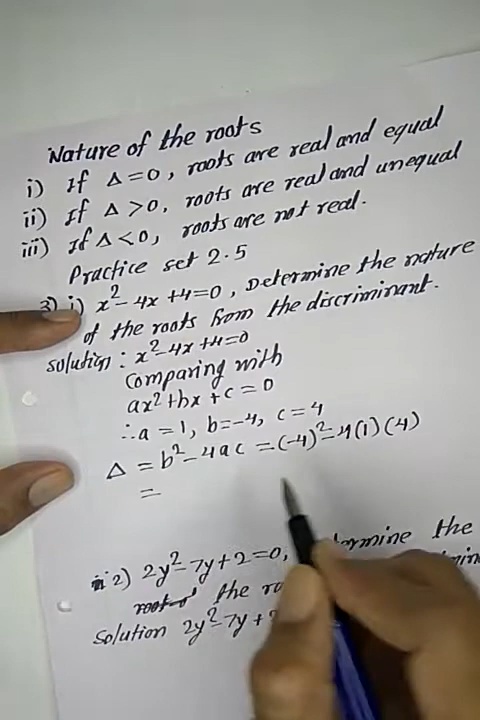 Nature of the roots
i) If Δ=0, roots are real and equal
ii) If Δ>0, roots are real and unequal
iii) If Δ<0, roots are not real.
Practice set 2.5
3) i) x²-4x+4=0, Determine the nature
of the roots from the discriminant.
Solution: x²-4x+4=0
Comparing with
ax²+bx+c=0
∴a=1, b=-4, c=4
Δ = b²-4ac = (-4)²-4(1)(4)
=
2) 2y²-7y+2=0, the
the
Solution 2y²-7y+